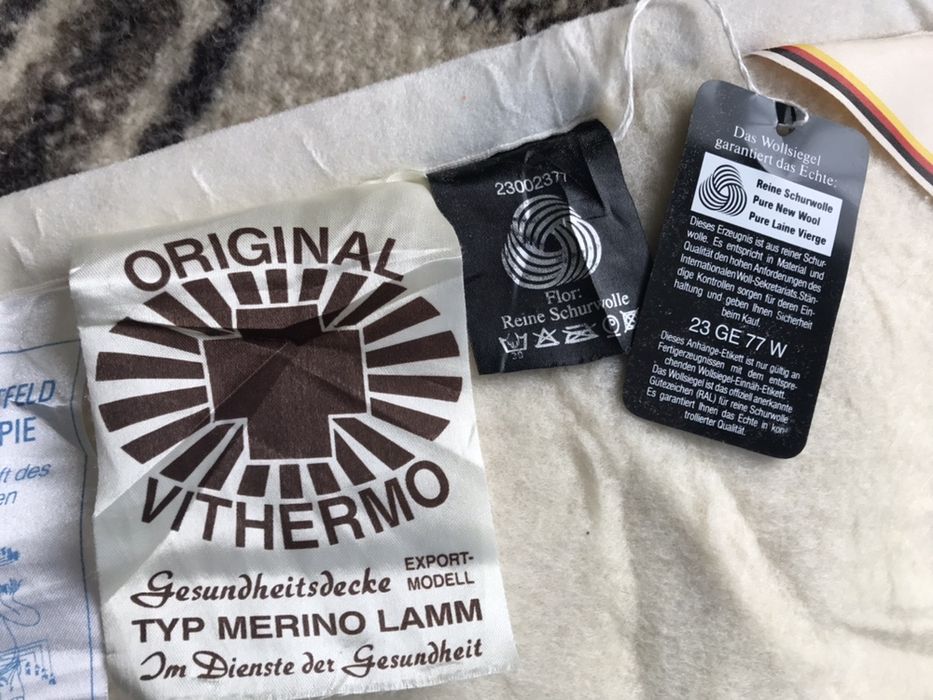 ORIGINAL
VITHERMO
Gesundheitsdecke
EXPORT-
MODELL
TYP MERINO LAMM
Im Dienste der Gesundheit
23002377
Flor:
Reine Schurwolle
30
Das Wollsiegel
garantiert das Echte:
Reine Schurwolle
Pure New Wool
Pure Laine Vierge
Dieses Erzeugnis ist aus reiner Schur-
wolle. Es entspricht in Material und
Qualität den hohen Anforderungen des
Internationalen Woll-Sekretariats. Stän-
dige Kontrollen sorgen für deren Ein-
haltung und geben Ihnen Sicherheit
beim Kauf.
23 GE 77 W
Dieses Anhänge-Etikett ist nur gültig an
Fertigerzeugnissen mit dem entspre-
chenden Wollsiegel-Einnäh-Etikett.
Das Wollsiegel ist das offiziell anerkannte
Gütezeichen (RAL) für reine Schurwolle
Es garantiert Ihnen das Echte in kon-
trollierter Qualität.
TFELD
PIE
ft des
en